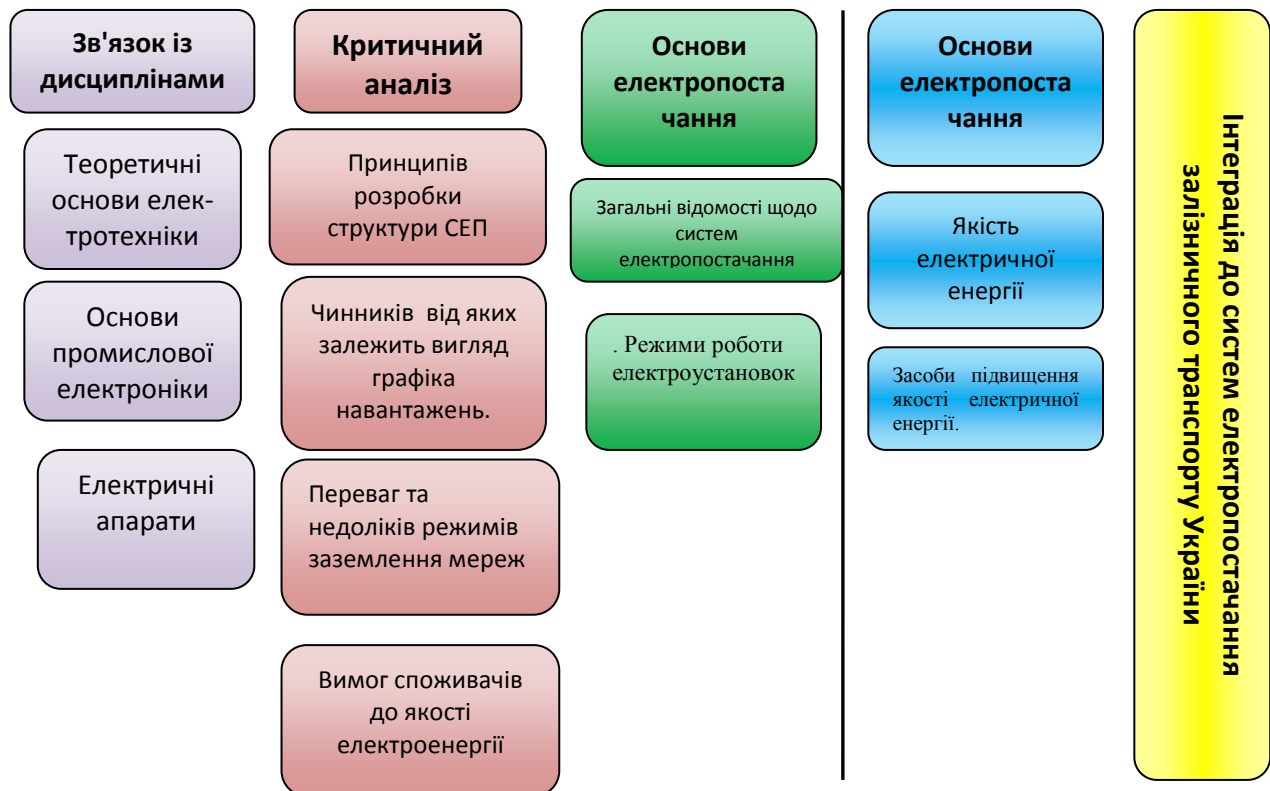 Зв'язок із
дисциплінами
Теоретичні
основи елек-
тротехніки
Основи
промислової
електроніки
Електричні
апарати
Критичний
аналіз
Принципів
розробки
структури СЕП
Чинників від яких
залежить вигляд
графіка
навантажень.
Переваг та
недоліків режимів
заземлення мереж
Вимог споживачів
до якості
електроенергії
Основи
електропоста
чання
Загальні відомості щодо
систем
електропостачання
. Режими роботи
електроустановок
Основи
електропоста
чання
Якість
електричної
енергії
Засоби підвищення
якості електричної
енергії.
Інтеграція до систем електропостачання
залізничного транспорту України